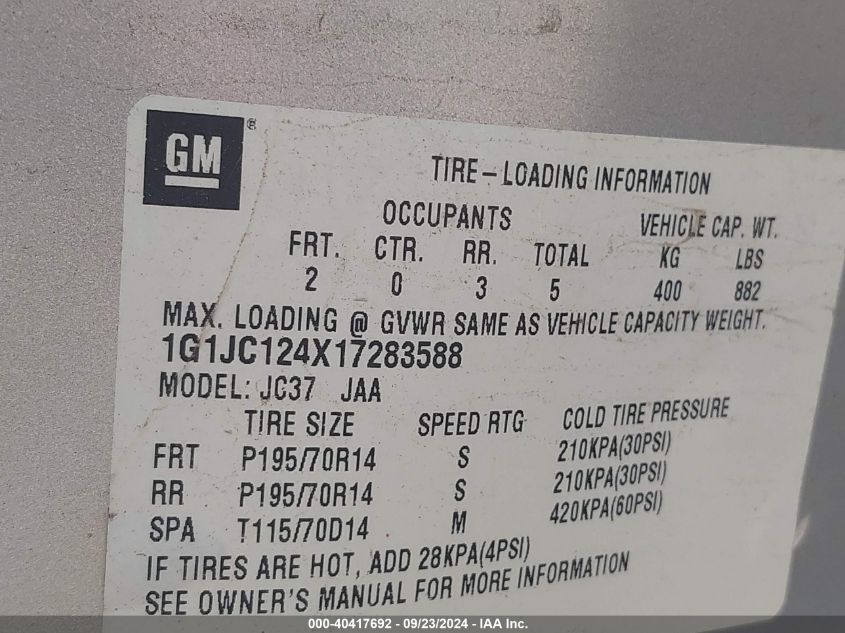 GM ®
TIRE-LOADING INFORMATION
OCCUPANTS VEHICLE CAP. WT.
FRT. CTR. RR. TOTAL KG LBS
2 0 3 5 400 882
MAX. LOADING @ GVWR SAME AS VEHICLE CAPACITY WEIGHT.
1G1JC124X17283588
MODEL: JC37 JAA
TIRE SIZE SPEED RTG COLD TIRE PRESSURE
FRT P195/70R14 S 210KPA(30PSI)
RR P195/70R14 S 210KPA(30PSI)
SPA T115/70D14 M 420KPA(60PSI)
IF TIRES ARE HOT, ADD 28KPA(4PSI)
SEE OWNER'S MANUAL FOR MORE INFORMATION
000-40417692 - 09/23/2024 - IAA Inc.